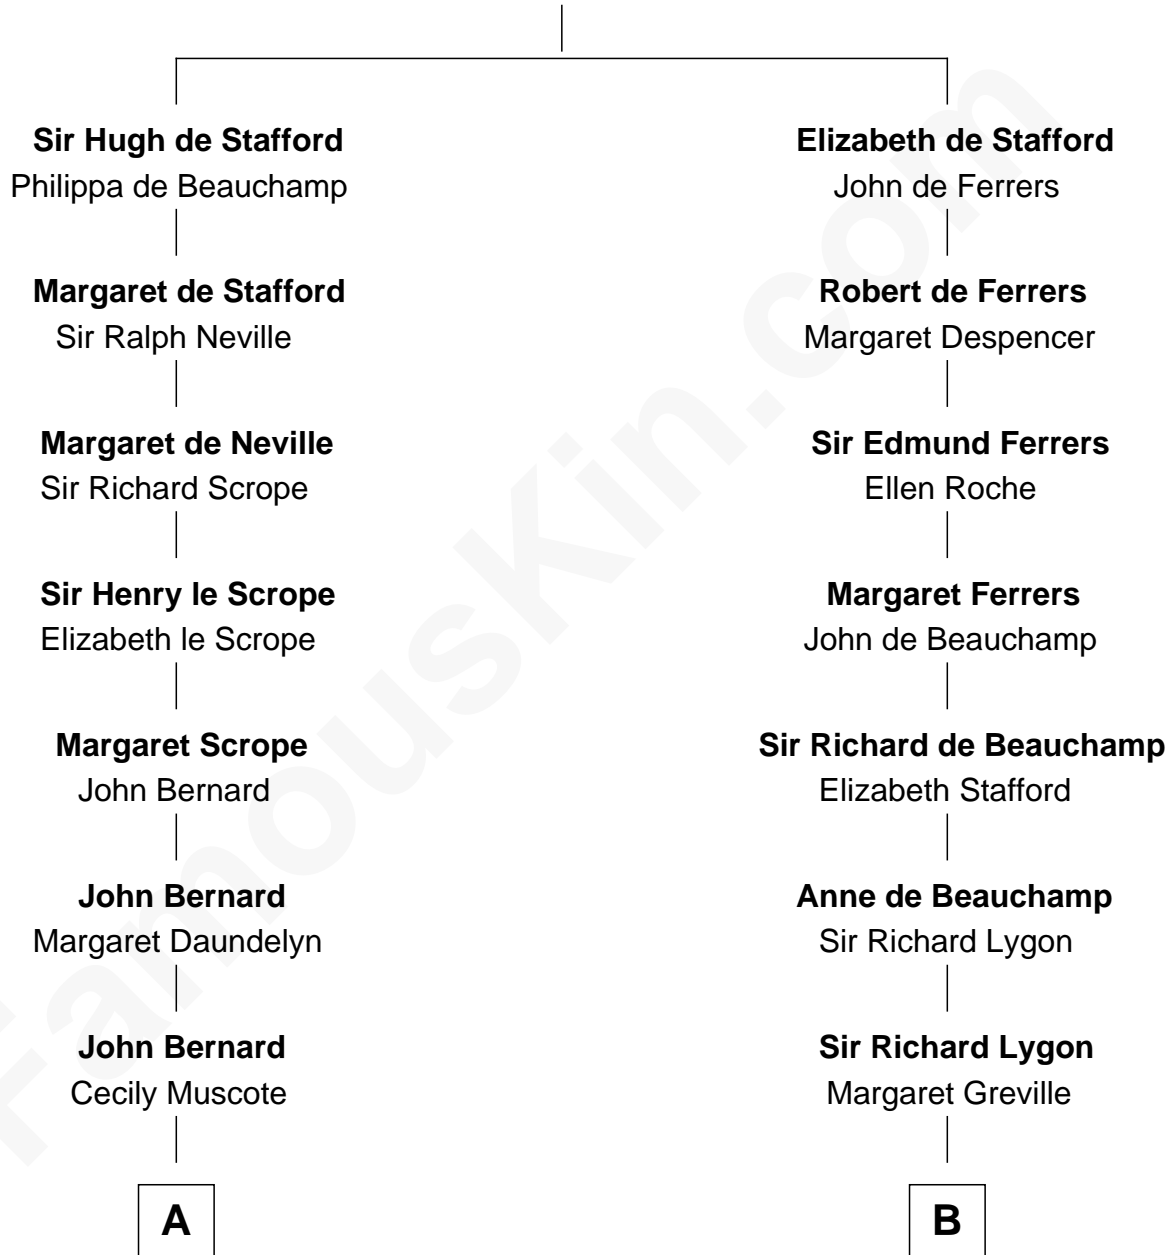 Sir Hugh de Stafford
Philippa de Beauchamp
Margaret de Stafford
Sir Ralph Neville
Margaret de Neville
Sir Richard Scrope
Sir Henry le Scrope
Elizabeth le Scrope
Margaret Scrope
John Bernard
John Bernard
Margaret Daundelyn
John Bernard
Cecily Muscote
A
Elizabeth de Stafford
John de Ferrers
Robert de Ferrers
Margaret Despencer
Sir Edmund Ferrers
Ellen Roche
Margaret Ferrers
John de Beauchamp
Sir Richard de Beauchamp
Elizabeth Stafford
Anne de Beauchamp
Sir Richard Lygon
Sir Richard Lygon
Margaret Greville
B
FamousKin.com